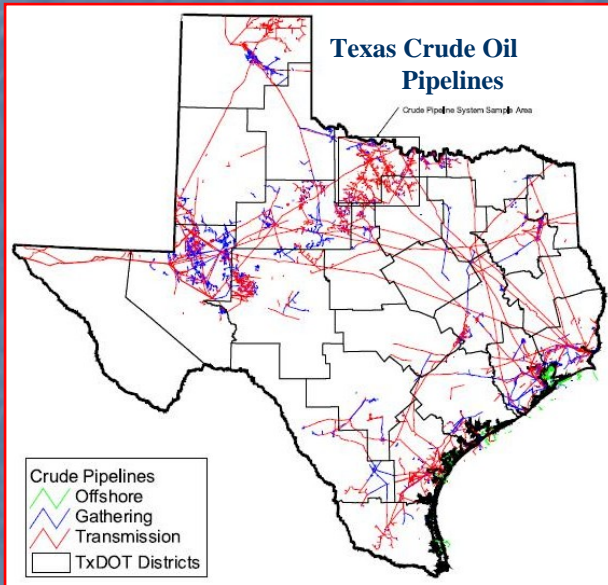 Texas Crude Oil
Pipelines
Crude Pipeline System Sample Area
Crude Pipelines
Offshore
Gathering
Transmission
TxDOT Districts